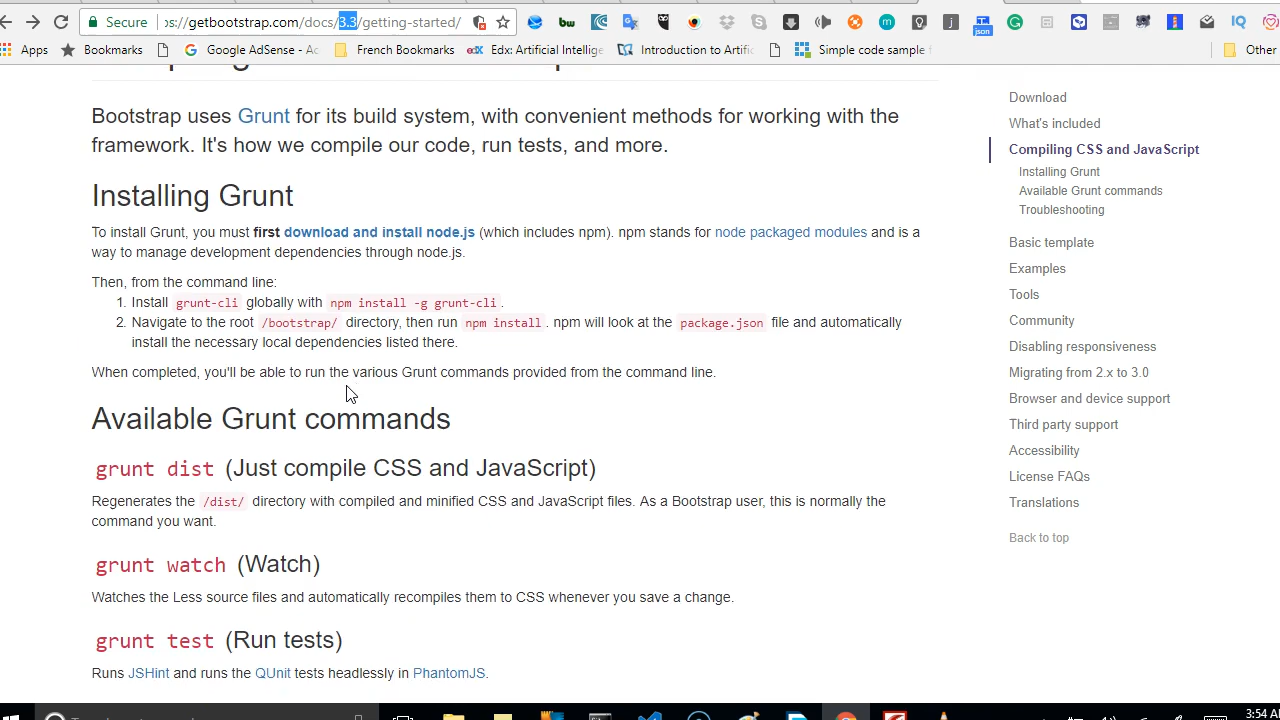 Secure
s://getbootstrap.com/docs/3.3/getting-started/
bw
json
IQ
Apps
Bookmarks
Google AdSense - Ac
French Bookmarks
Edx: Artificial Intellige
Introduction to Artific
Simple code sample f
Other
Bootstrap uses Grunt for its build system, with convenient methods for working with the
framework. It's how we compile our code, run tests, and more.
Installing Grunt
To install Grunt, you must first download and install node.js (which includes npm). npm stands for node packaged modules and is a
way to manage development dependencies through node.js.
Then, from the command line:
1. Install grunt-cli globally with npm install -g grunt-cli.
2. Navigate to the root /bootstrap/ directory, then run npm install. npm will look at the package.json file and automatically
install the necessary local dependencies listed there.
When completed, you'll be able to run the various Grunt commands provided from the command line.
Available Grunt commands
grunt dist (Just compile CSS and JavaScript)
Regenerates the /dist/ directory with compiled and minified CSS and JavaScript files. As a Bootstrap user, this is normally the
command you want.
grunt watch (Watch)
Watches the Less source files and automatically recompiles them to CSS whenever you save a change.
grunt test (Run tests)
Runs JSHint and runs the QUnit tests headlessly in PhantomJS.
Download
What's included
Compiling CSS and JavaScript
Installing Grunt
Available Grunt commands
Troubleshooting
Basic template
Examples
Tools
Community
Disabling responsiveness
Migrating from 2.x to 3.0
Browser and device support
Third party support
Accessibility
License FAQs
Translations
Back to top
3:54 AM